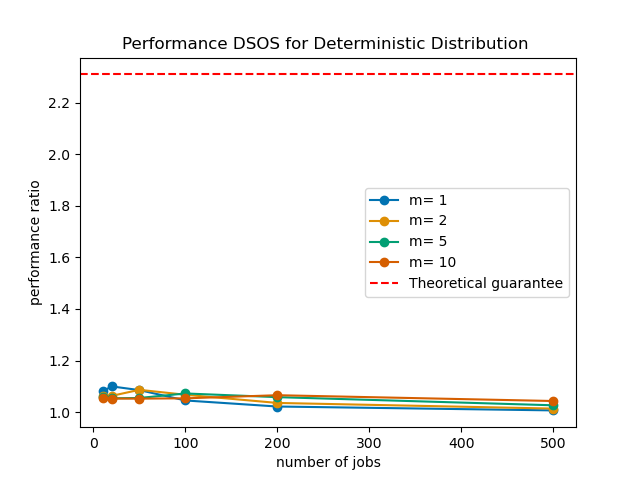 Performance DSOS for Deterministic Distribution
performance ratio
2.2
2.0
1.8
1.6
1.4
1.2
1.0
m= 1
m= 2
m= 5
m= 10
Theoretical guarantee
0 100 200 300 400 500
number of jobs